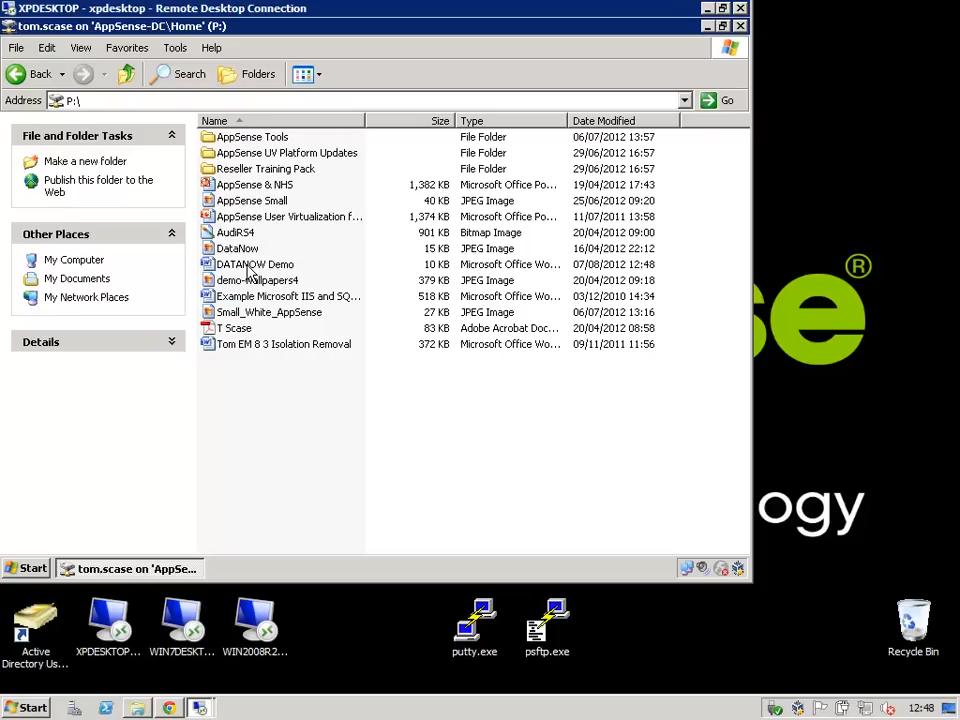 XPDESKTOP - xpdesktop - Remote Desktop Connection
tom.scase on 'AppSense-DC\Home' (P:)
File Edit View Favorites Tools Help
Back Search Folders
Address P:\ Go
File and Folder Tasks
Make a new folder
Publish this folder to the
Web
Other Places
My Computer
My Documents
My Network Places
Details
Name Size Type Date Modified
AppSense Tools File Folder 06/07/2012 13:57
AppSense UV Platform Updates File Folder 29/06/2012 16:57
Reseller Training Pack File Folder 29/06/2012 16:57
AppSense & NHS 1,382 KB Microsoft Office Po... 19/04/2012 17:43
AppSense Small 40 KB JPEG Image 25/06/2012 09:20
AppSense User Virtualization f... 1,374 KB Microsoft Office Po... 11/07/2011 13:58
AudiRS4 901 KB Bitmap Image 20/04/2012 09:00
DataNow 15 KB JPEG Image 16/04/2012 22:12
DATANOW Demo 10 KB Microsoft Office Wo... 07/08/2012 12:48
demo-wallpapers4 379 KB JPEG Image 20/04/2012 09:18
Example Microsoft IIS and SQ... 518 KB Microsoft Office Wo... 03/12/2010 14:34
Small_White_AppSense 27 KB JPEG Image 06/07/2012 13:16
T Scase 83 KB Adobe Acrobat Doc... 20/04/2012 08:58
Tom EM 8 3 Isolation Removal 372 KB Microsoft Office Wo... 09/11/2011 11:56
se®
ogy
Start tom.scase on 'AppSe...
Active
Directory Us...
XPDESKTOP...
WIN7DESKT...
WIN2008R2...
putty.exe
psftp.exe
Recycle Bin
Start 12:48